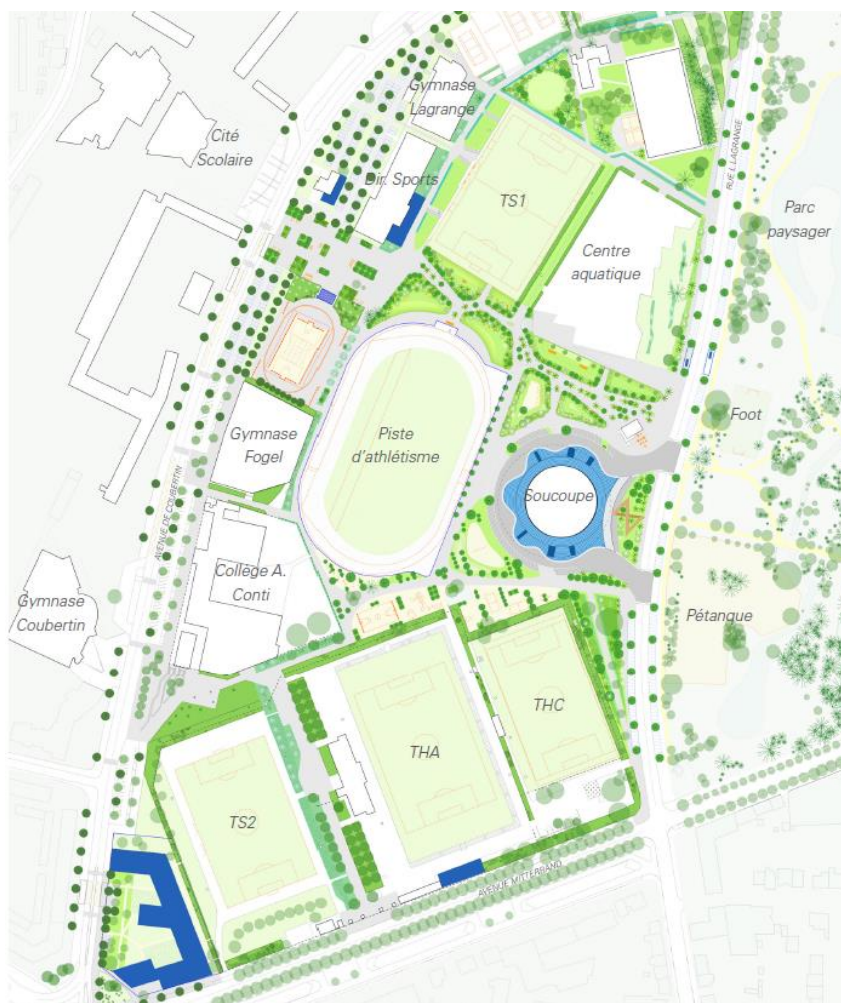 Gymnase
Lagrange
Cité
Scolaire
Dir. Sports
TS1
RUE L.LAGRANGE
Parc
paysager
Centre
aquatique
Foot
Gymnase
Fogel
Piste
d'athlétisme
Soucoupe
AVENUE DE COUBERTIN
Collège A.
Conti
Gymnase
Coubertin
Pétanque
THC
THA
TS2
AVENUE MITTERRAND